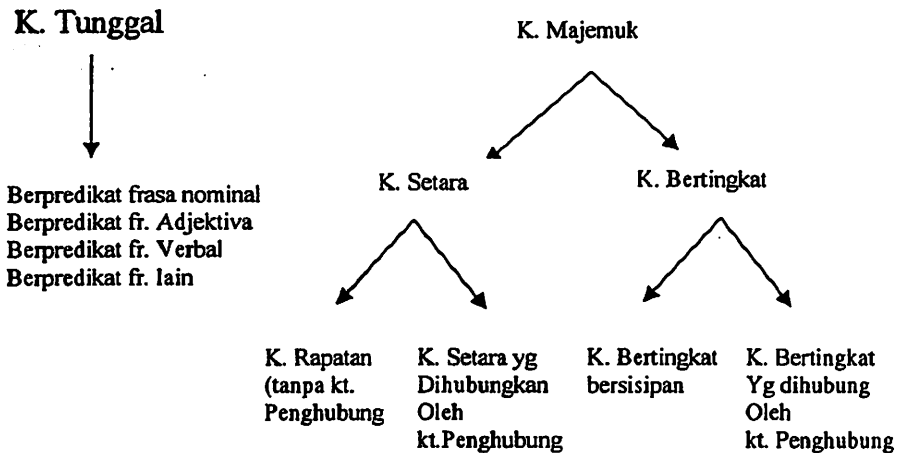 K. Tunggal
K. Majemuk
Berpredikat frasa nominal
Berpredikat fr. Adjektiva
Berpredikat fr. Verbal
Berpredikat fr. lain
K. Setara
K. Bertingkat
K. Rapatan
(tanpa kt.
Penghubung
K. Setara yg
Dihubungkan
Oleh
kt.Penghubung
K. Bertingkat
bersisipan
K. Bertingkat
Yg dihubung
Oleh
kt. Penghubung